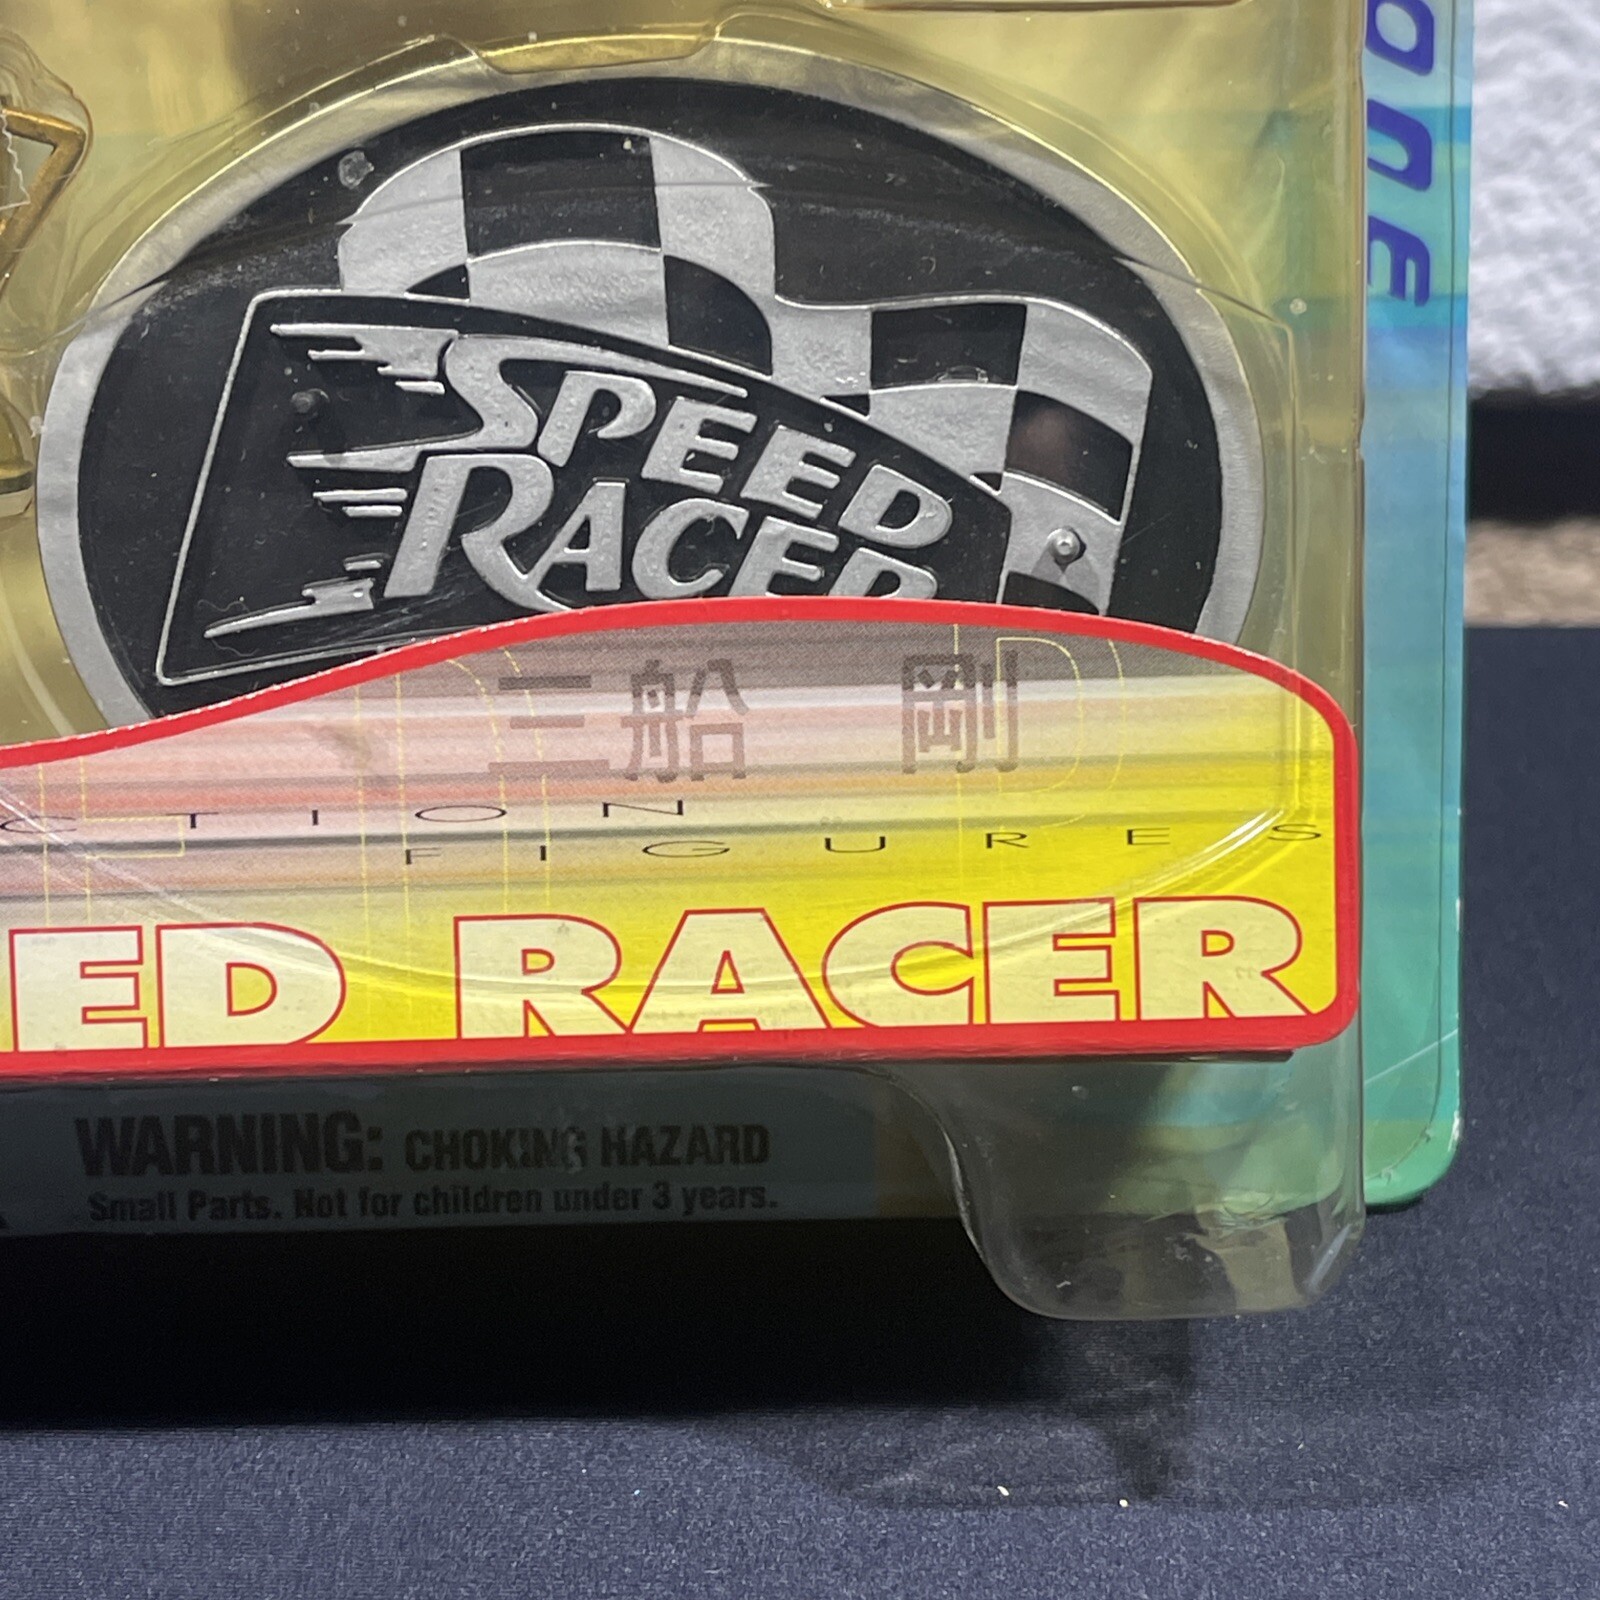 ONE
SPEED
RACER
三船 剛
CTION
FIGURES
ED RACER
WARNING: CHOKING HAZARD
Small Parts. Not for children under 3 years.